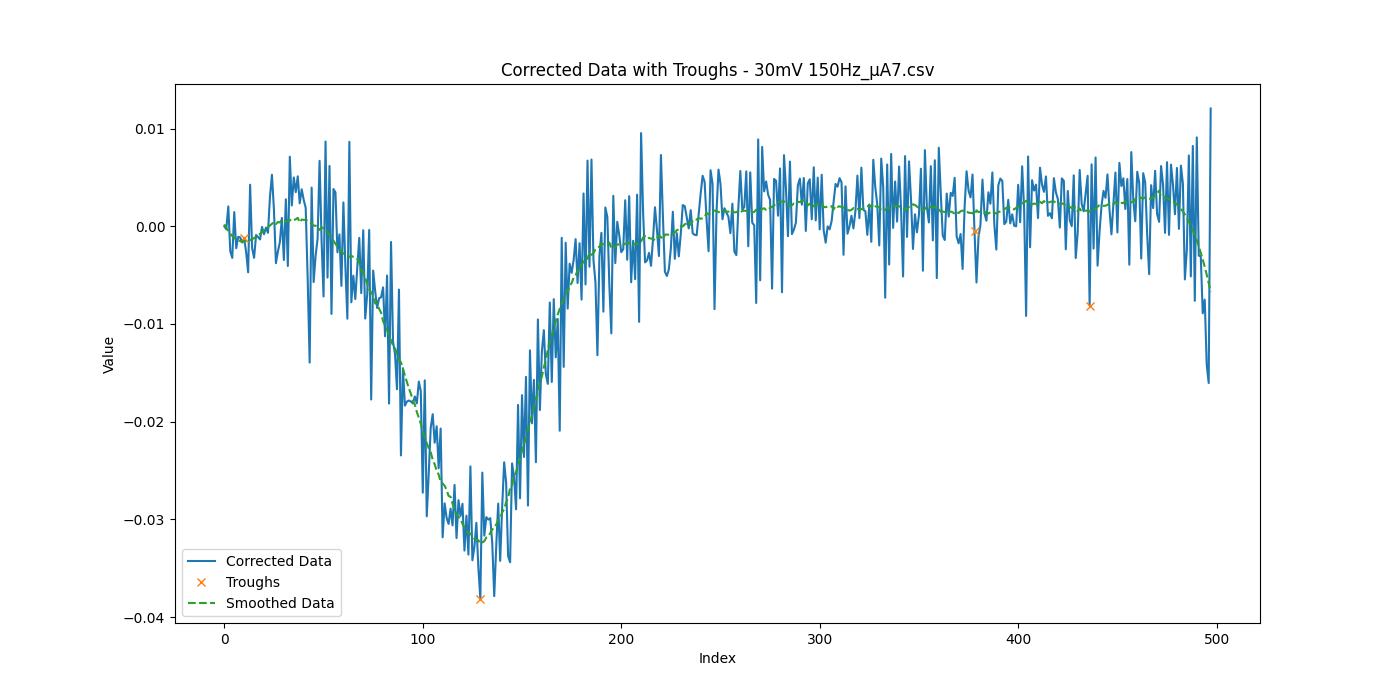 Corrected Data with Troughs - 30mV 150Hz_μA7.csv
0.01
0.00
−0.01
−0.02
−0.03
−0.04
Value
Corrected Data
Troughs
Smoothed Data
0 100 200 300 400 500
Index